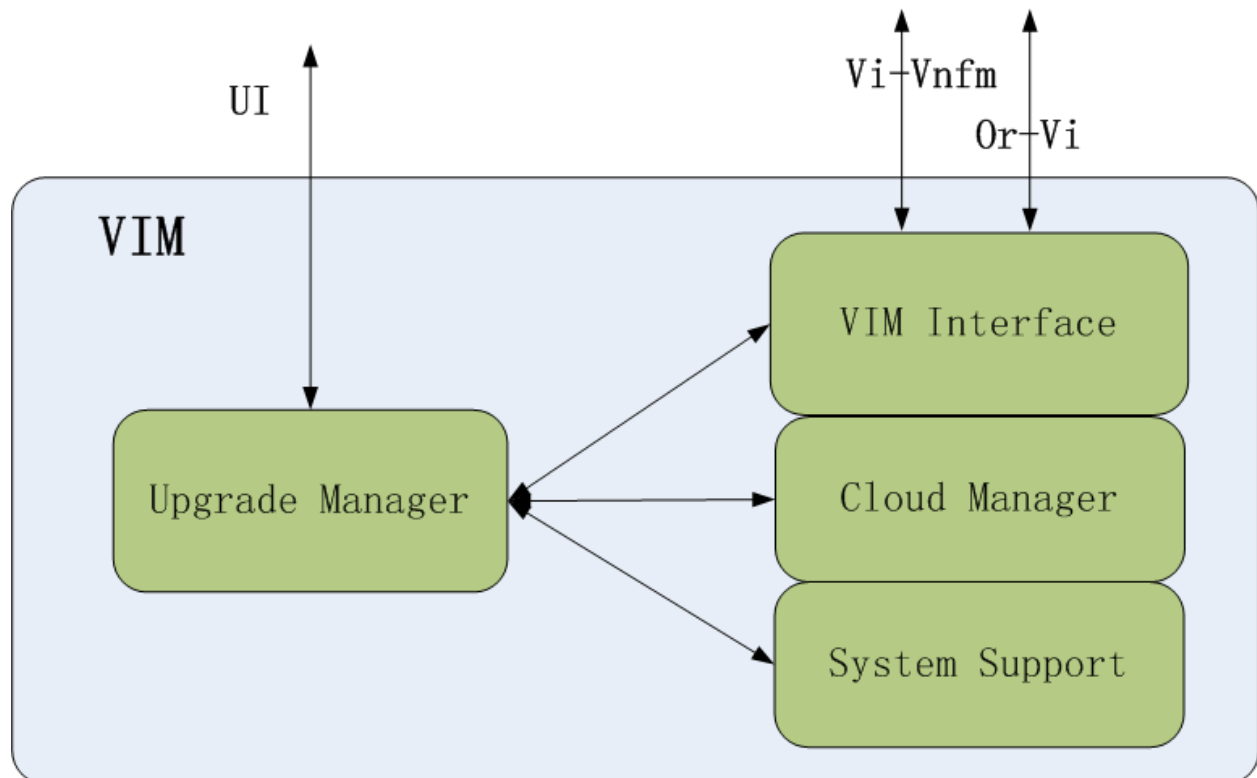 UI
Vi-Vnfm
Or-Vi
VIM
VIM Interface
Upgrade Manager
Cloud Manager
System Support